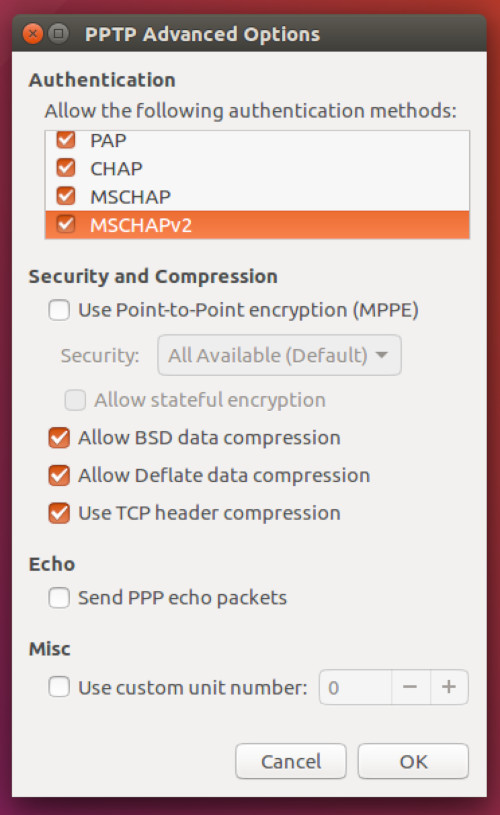 PPTP Advanced Options
Authentication
Allow the following authentication methods:
PAP
CHAP
MSCHAP
MSCHAPv2
Security and Compression
Use Point-to-Point encryption (MPPE)
Security: All Available (Default)
Allow stateful encryption
Allow BSD data compression
Allow Deflate data compression
Use TCP header compression
Echo
Send PPP echo packets
Misc
Use custom unit number: 0 − +
Cancel OK